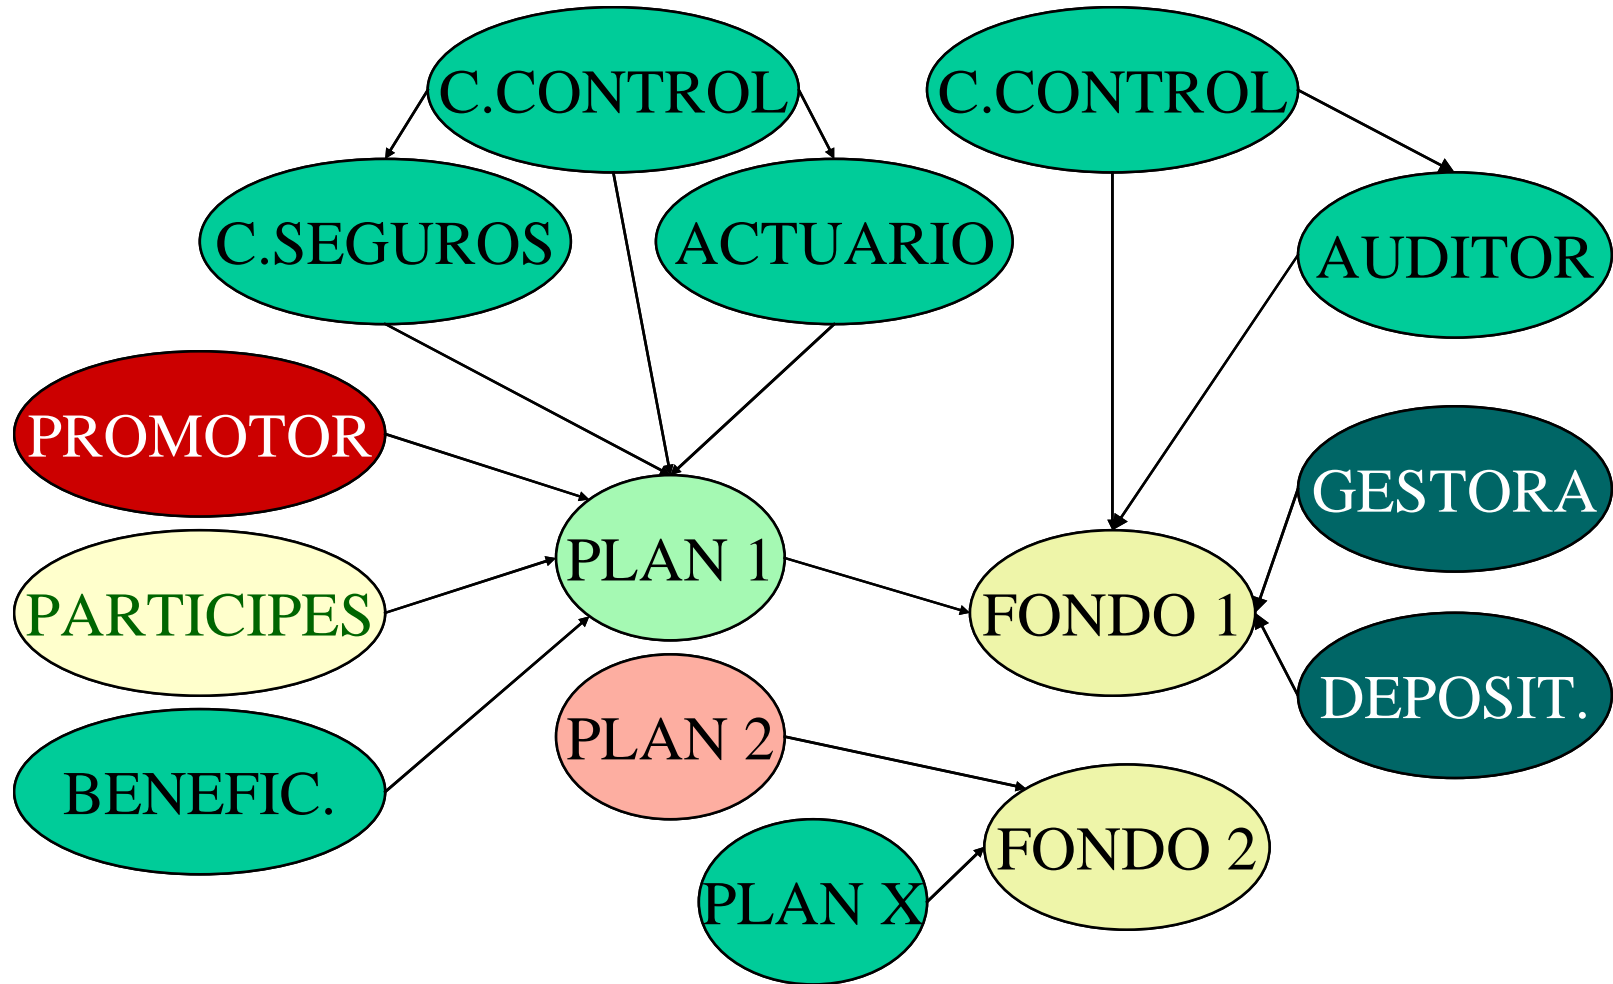 C.CONTROL
C.CONTROL
C.SEGUROS
ACTUARIO
AUDITOR
PROMOTOR
GESTORA
PLAN 1
PARTICIPES
FONDO 1
DEPOSIT.
PLAN 2
BENEFIC.
FONDO 2
PLAN X